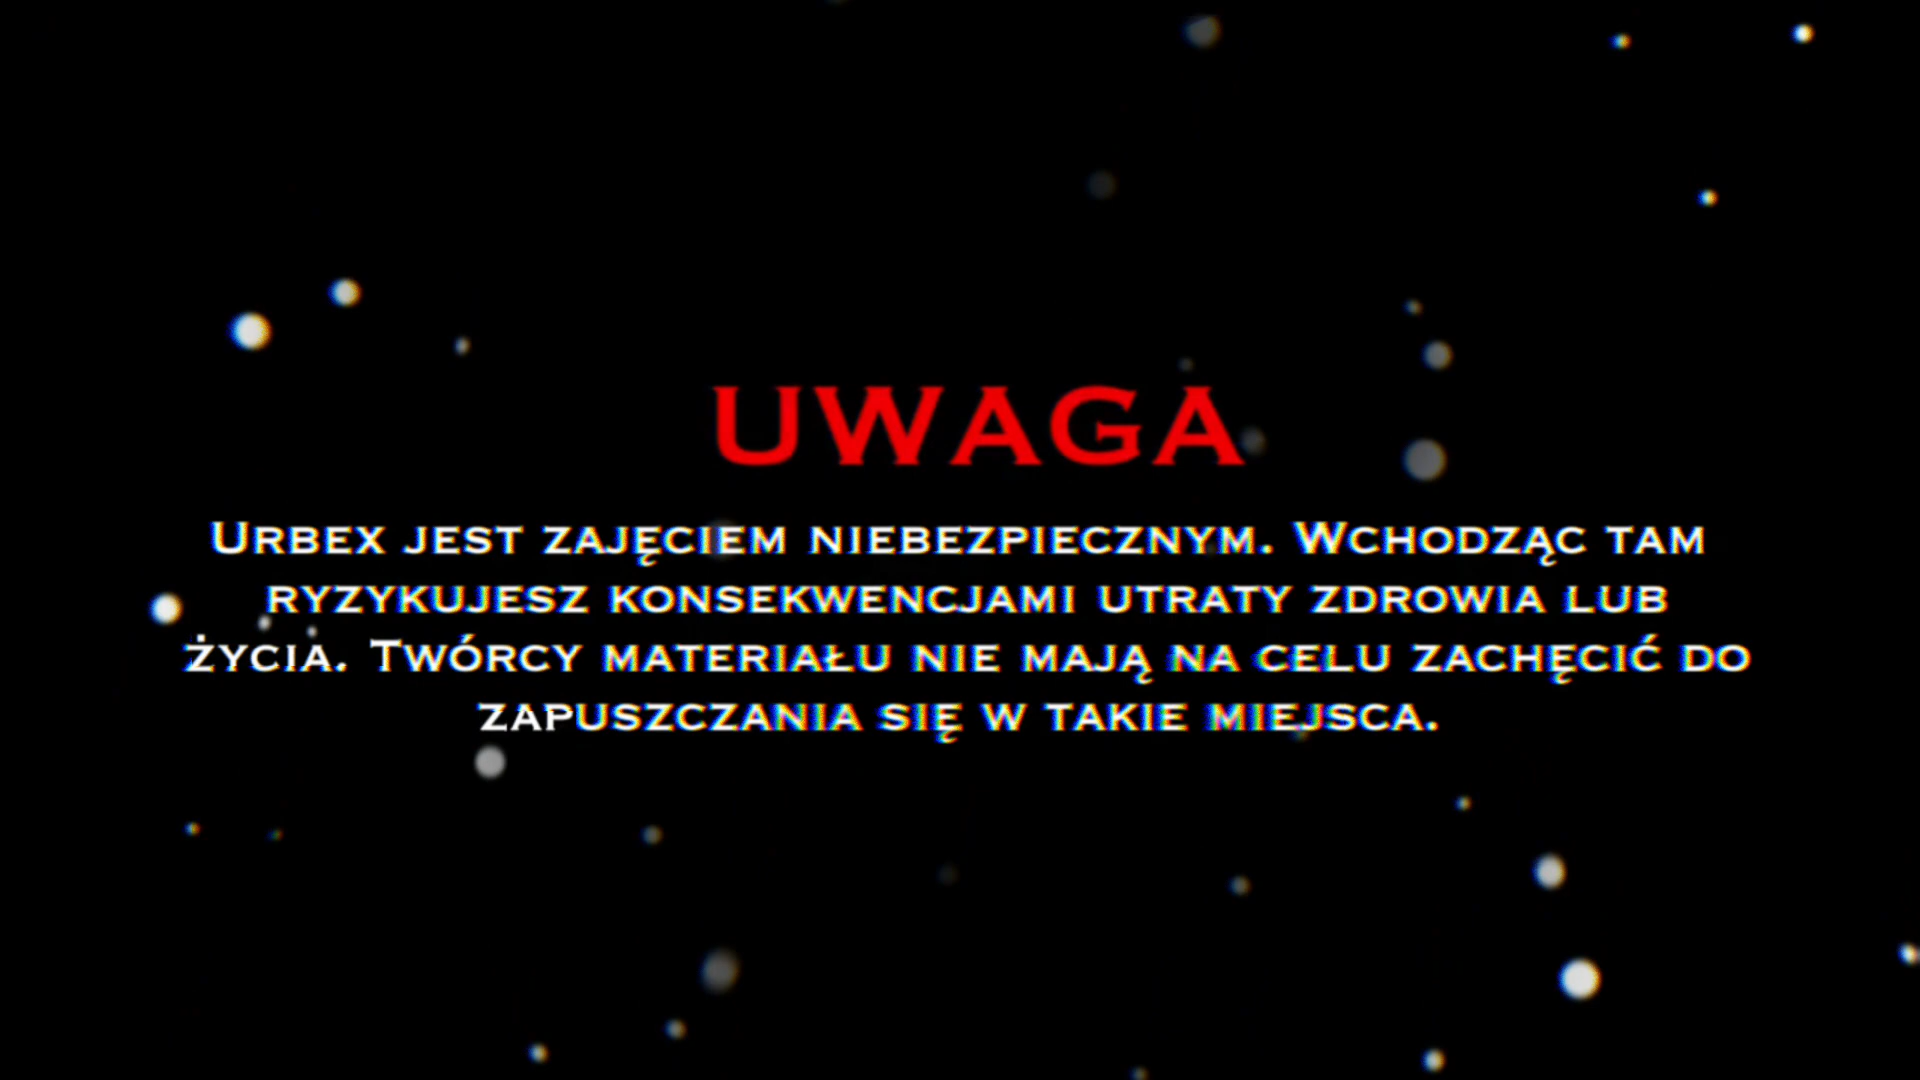 UWAGA
Urbex jest zajęciem niebezpiecznym. Wchodząc tam
ryzykujesz konsekwencjami utraty zdrowia lub
życia. Twórcy materiału nie mają na celu zachęcić do
zapuszczania się w takie miejsca.